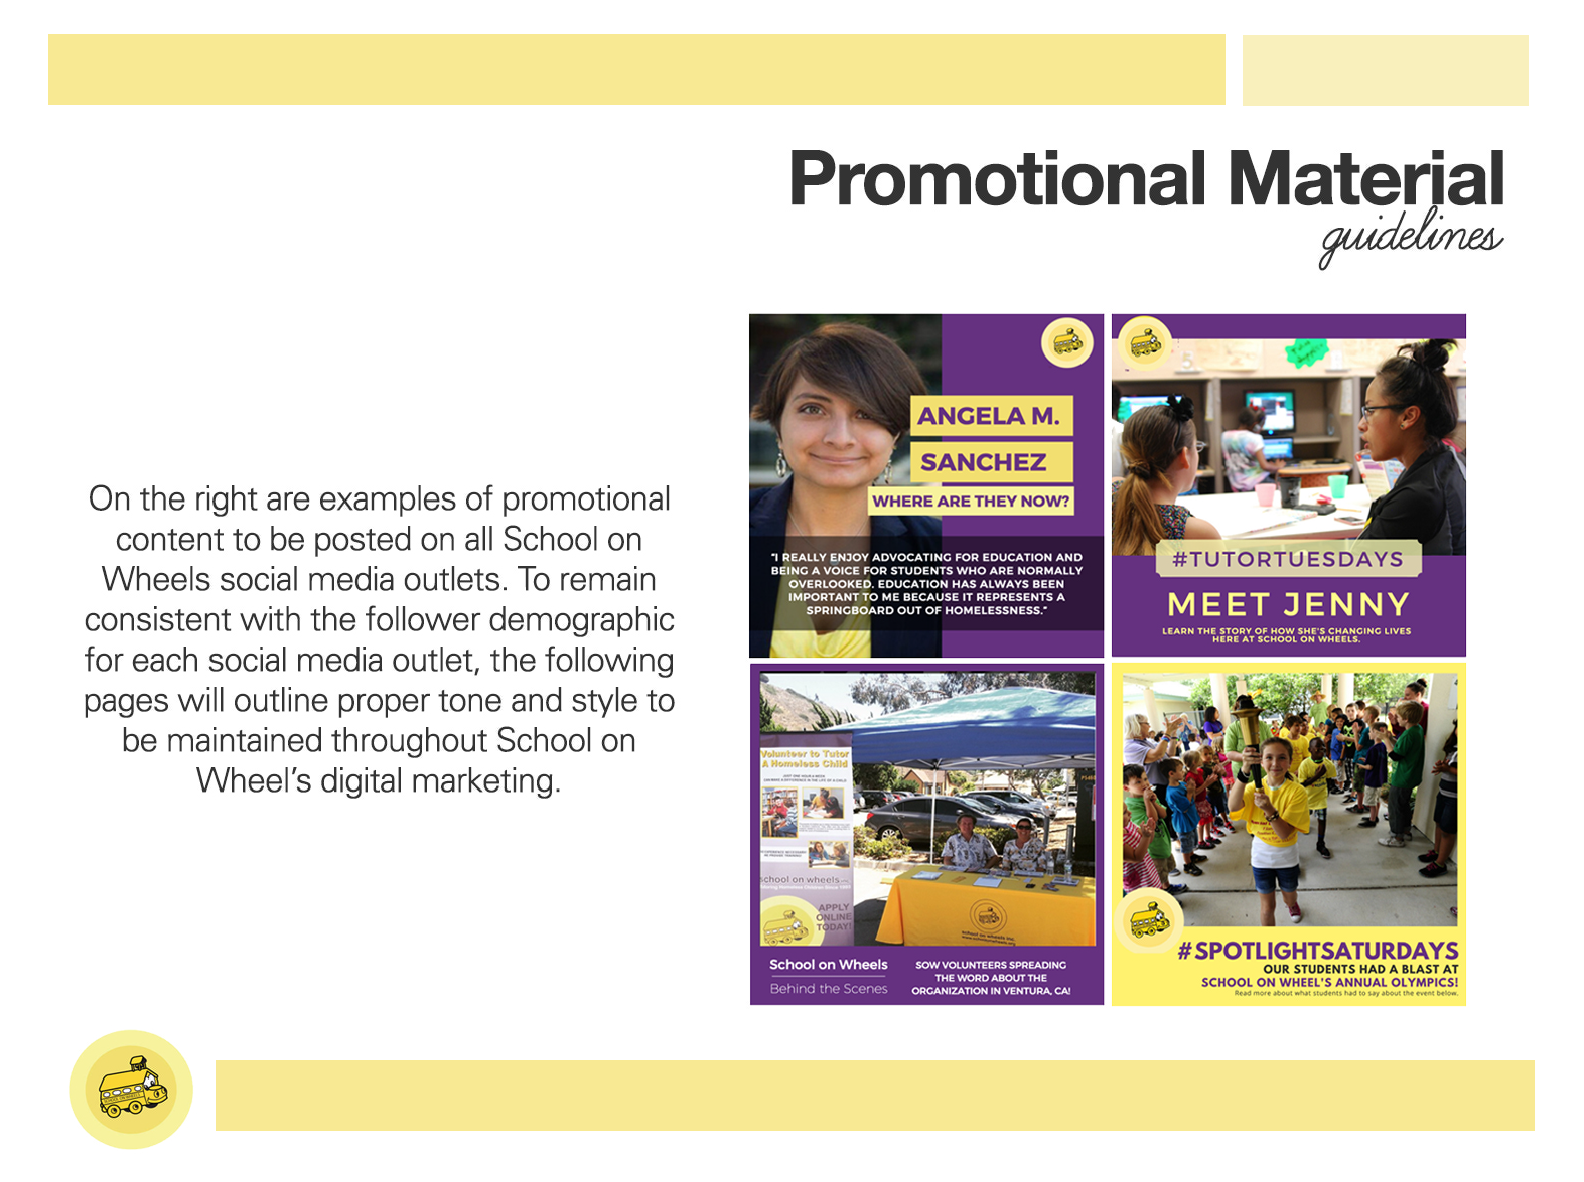 Promotional Material
guidelines
On the right are examples of promotional
content to be posted on all School on
Wheels social media outlets. To remain
consistent with the follower demographic
for each social media outlet, the following
pages will outline proper tone and style to
be maintained throughout School on
Wheel's digital marketing.
ANGELA M.
SANCHEZ
WHERE ARE THEY NOW?
"I REALLY ENJOY ADVOCATING FOR EDUCATION AND
BEING A VOICE FOR STUDENTS WHO ARE NORMALLY
OVERLOOKED. EDUCATION HAS ALWAYS BEEN
IMPORTANT TO ME BECAUSE IT REPRESENTS A
SPRINGBOARD OUT OF HOMELESSNESS."
#TUTORTUESDAYS
MEET JENNY
LEARN THE STORY OF HOW SHE'S CHANGING LIVES
HERE AT SCHOOL ON WHEELS.
Volunteer to Tutor
A Homeless Child
school on wheels
APPLY
ONLINE
TODAY!
School on Wheels
Behind the Scenes
SOW VOLUNTEERS SPREADING
THE WORD ABOUT THE
ORGANIZATION IN VENTURA, CA!
#SPOTLIGHTSATURDAYS
OUR STUDENTS HAD A BLAST AT
SCHOOL ON WHEEL'S ANNUAL OLYMPICS!
Read more about what students had to say about the event below.